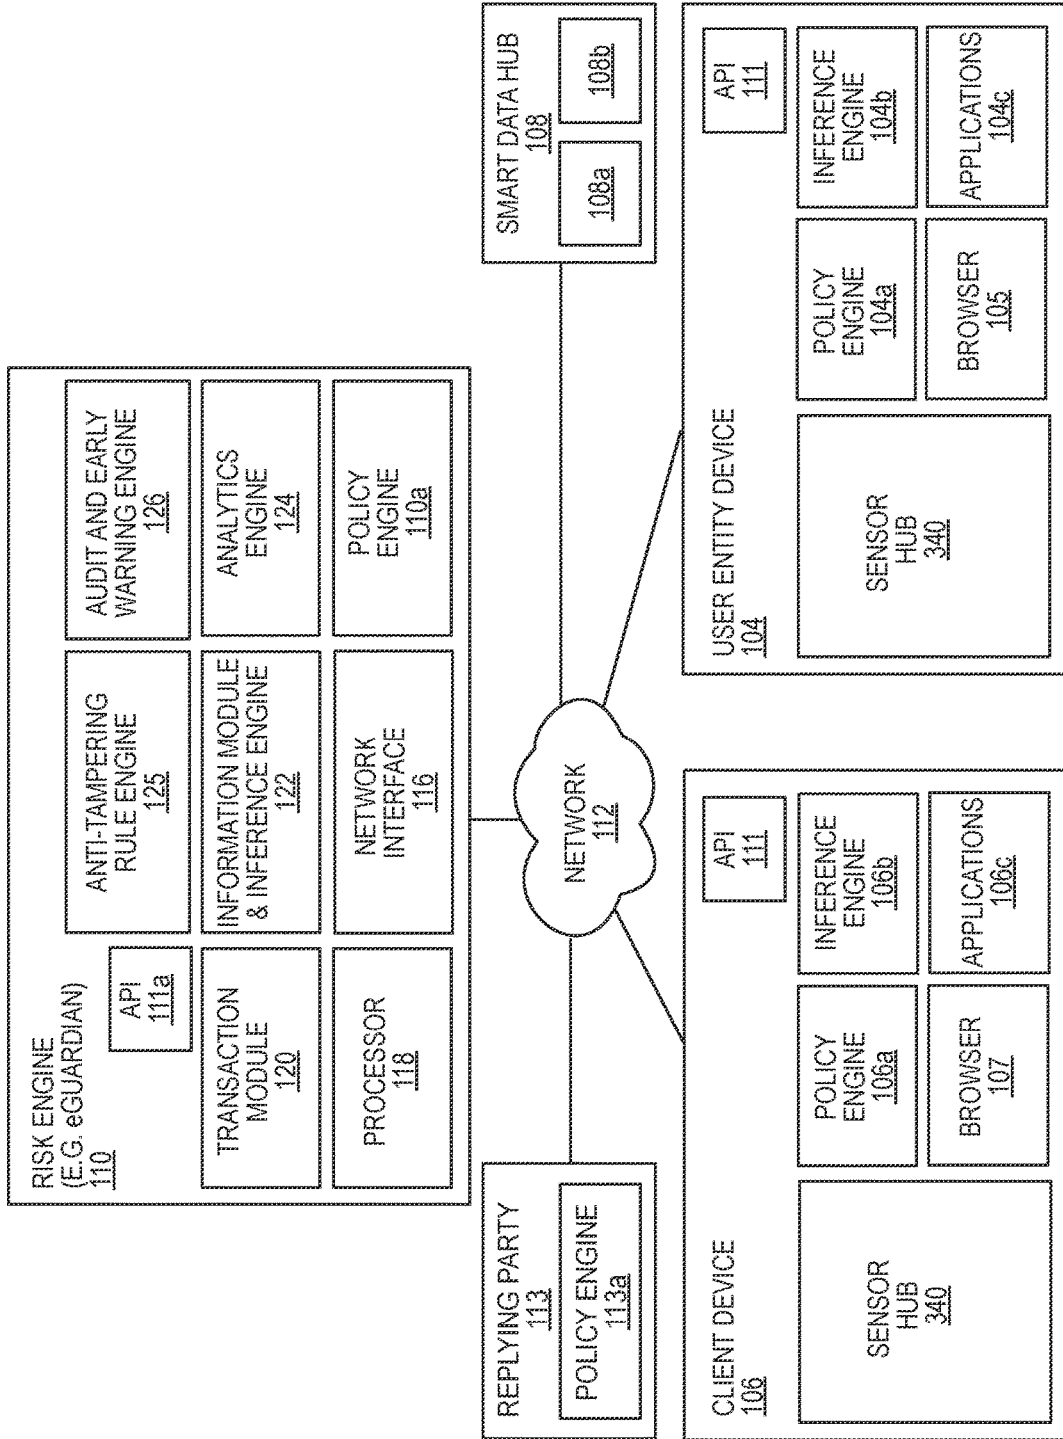 RISK ENGINE
(E.G. eGUARDIAN)
110
API
111a
ANTI-TAMPERING
RULE ENGINE
125
AUDIT AND EARLY
WARNING ENGINE
126
TRANSACTION
MODULE
120
INFORMATION MODULE
& INFERENCE ENGINE
122
ANALYTICS
ENGINE
124
PROCESSOR
118
NETWORK
INTERFACE
116
POLICY
ENGINE
110a
REPLYING PARTY
113
POLICY ENGINE
113a
NETWORK
112
SMART DATA HUB
108
108a
108b
CLIENT DEVICE
106
API
111
SENSOR
HUB
340
POLICY
ENGINE
106a
INFERENCE
ENGINE
106b
BROWSER
107
APPLICATIONS
106c
USER ENTITY DEVICE
104
API
111
SENSOR
HUB
340
POLICY
ENGINE
104a
INFERENCE
ENGINE
104b
BROWSER
105
APPLICATIONS
104c